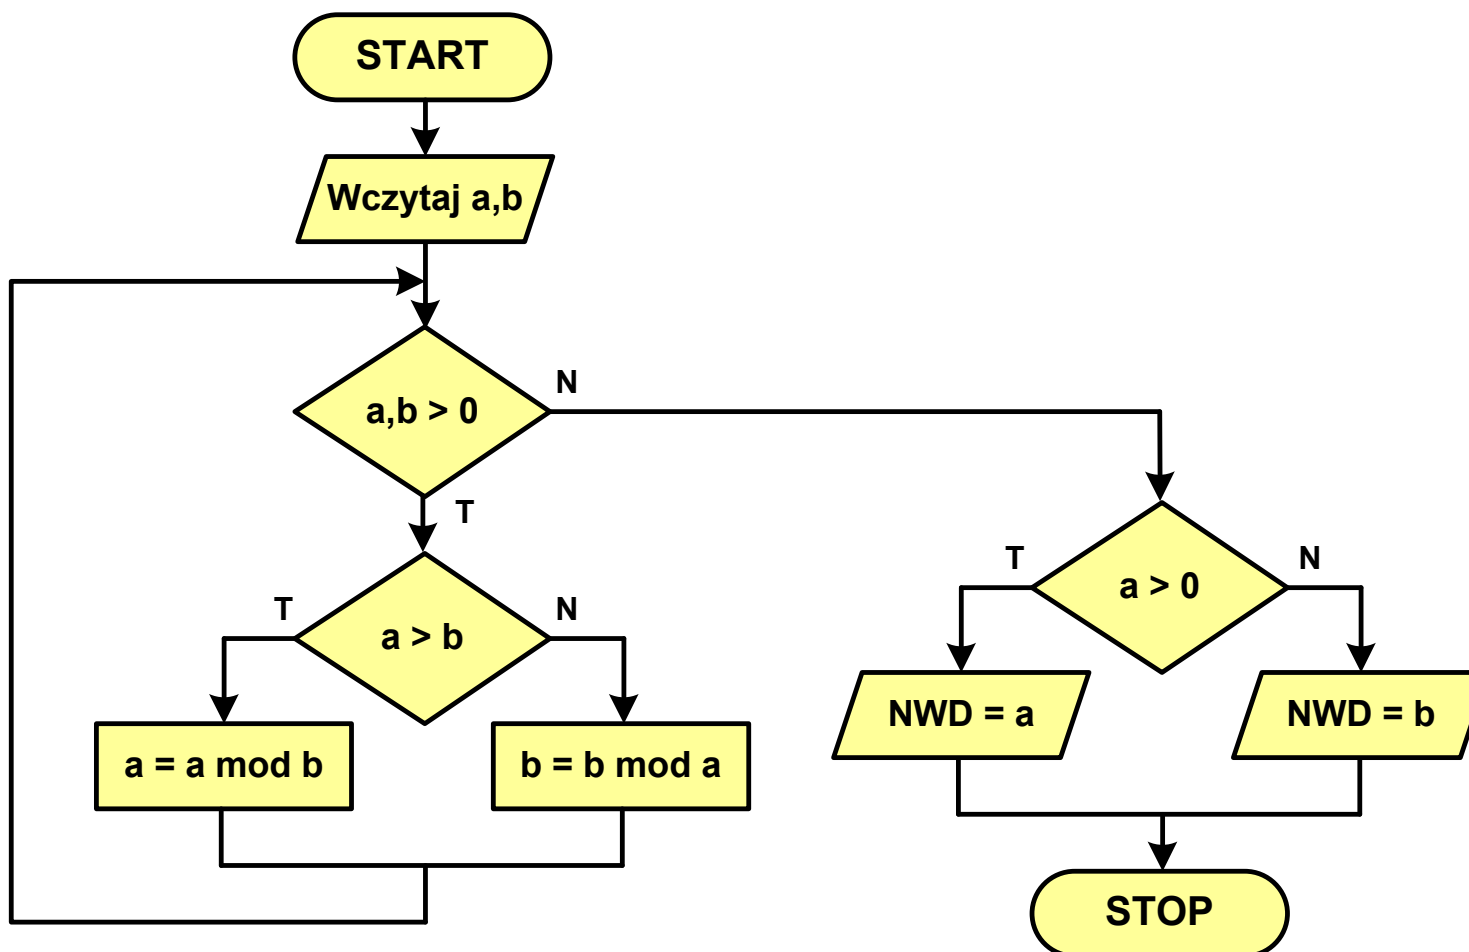 START
Wczytaj a,b
a,b > 0
N
T
a > b
T
N
a = a mod b
b = b mod a
a > 0
T
N
NWD = a
NWD = b
STOP